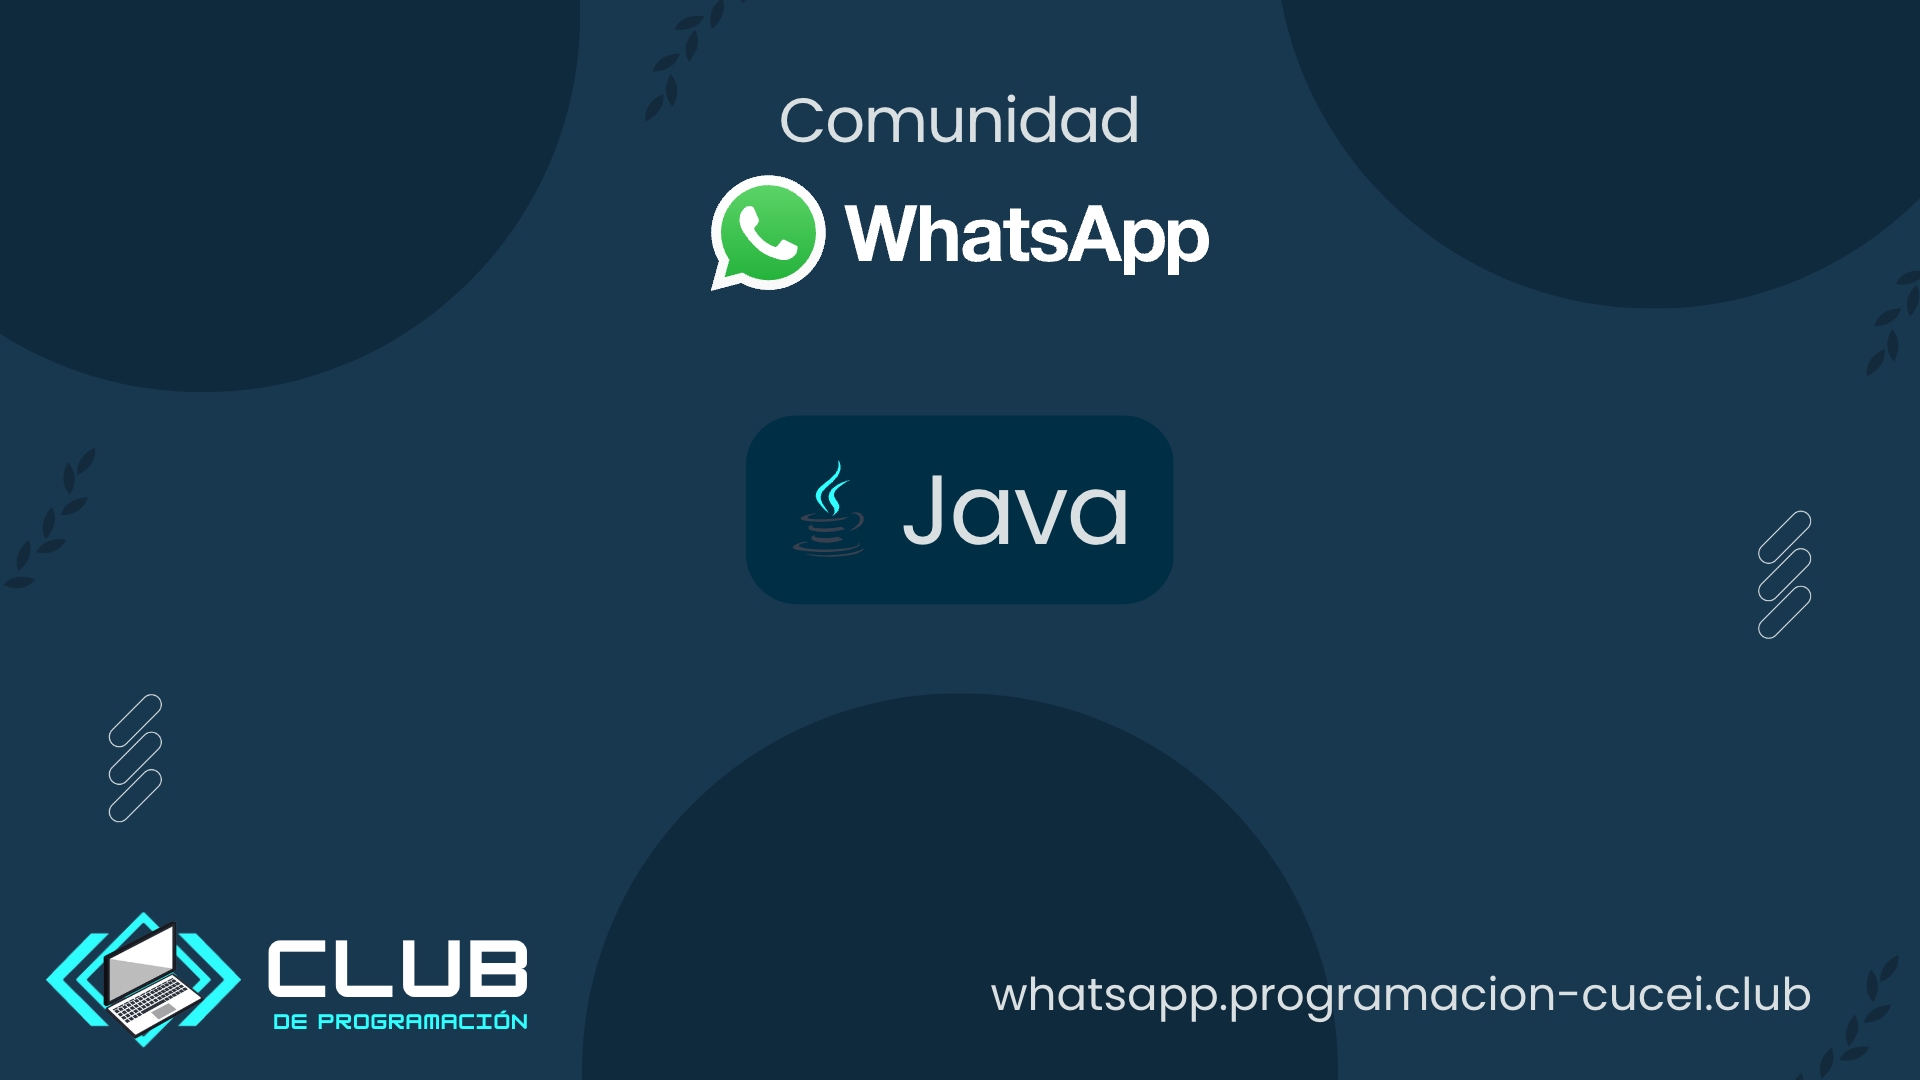 Comunidad
WhatsApp
Java
CLUB
DE PROGRAMACIÓN
whatsapp.programacion-cucei.club